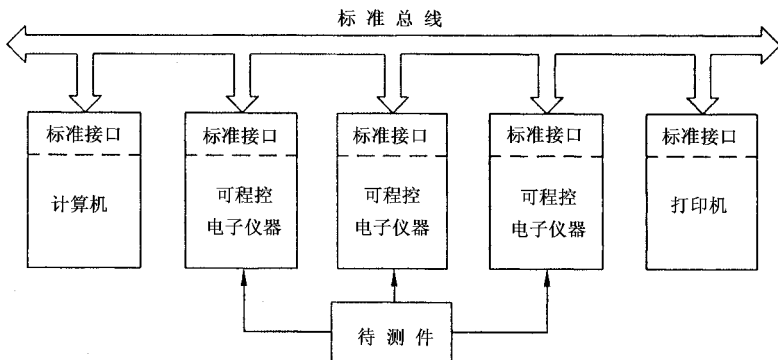 标准总线
标准接口
计算机
标准接口
可程控
电子仪器
标准接口
可程控
电子仪器
标准接口
可程控
电子仪器
标准接口
打印机
待测件